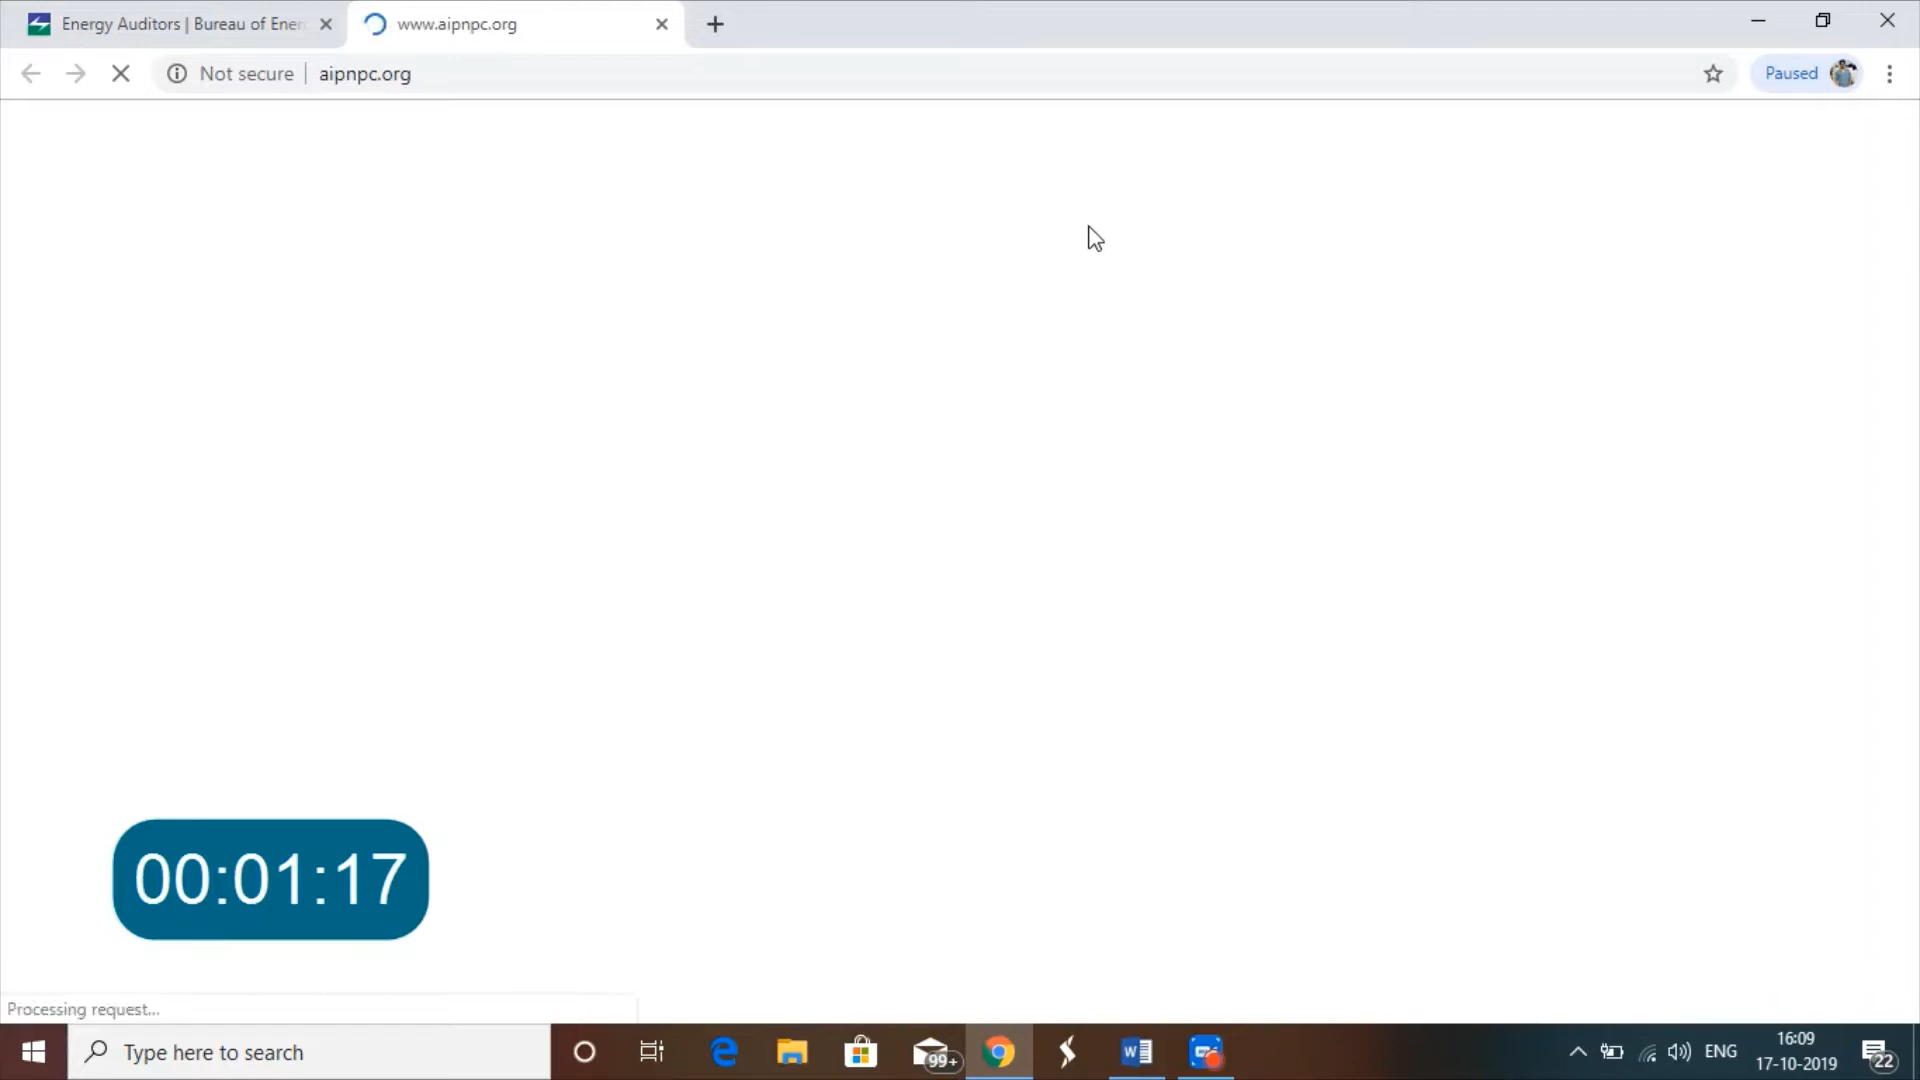 Energy Auditors | Bureau of Ener
www.aipnpc.org
Not secure
aipnpc.org
Paused
00:01:17
Processing request...
Type here to search
99+
ENG
16:09
17-10-2019
22